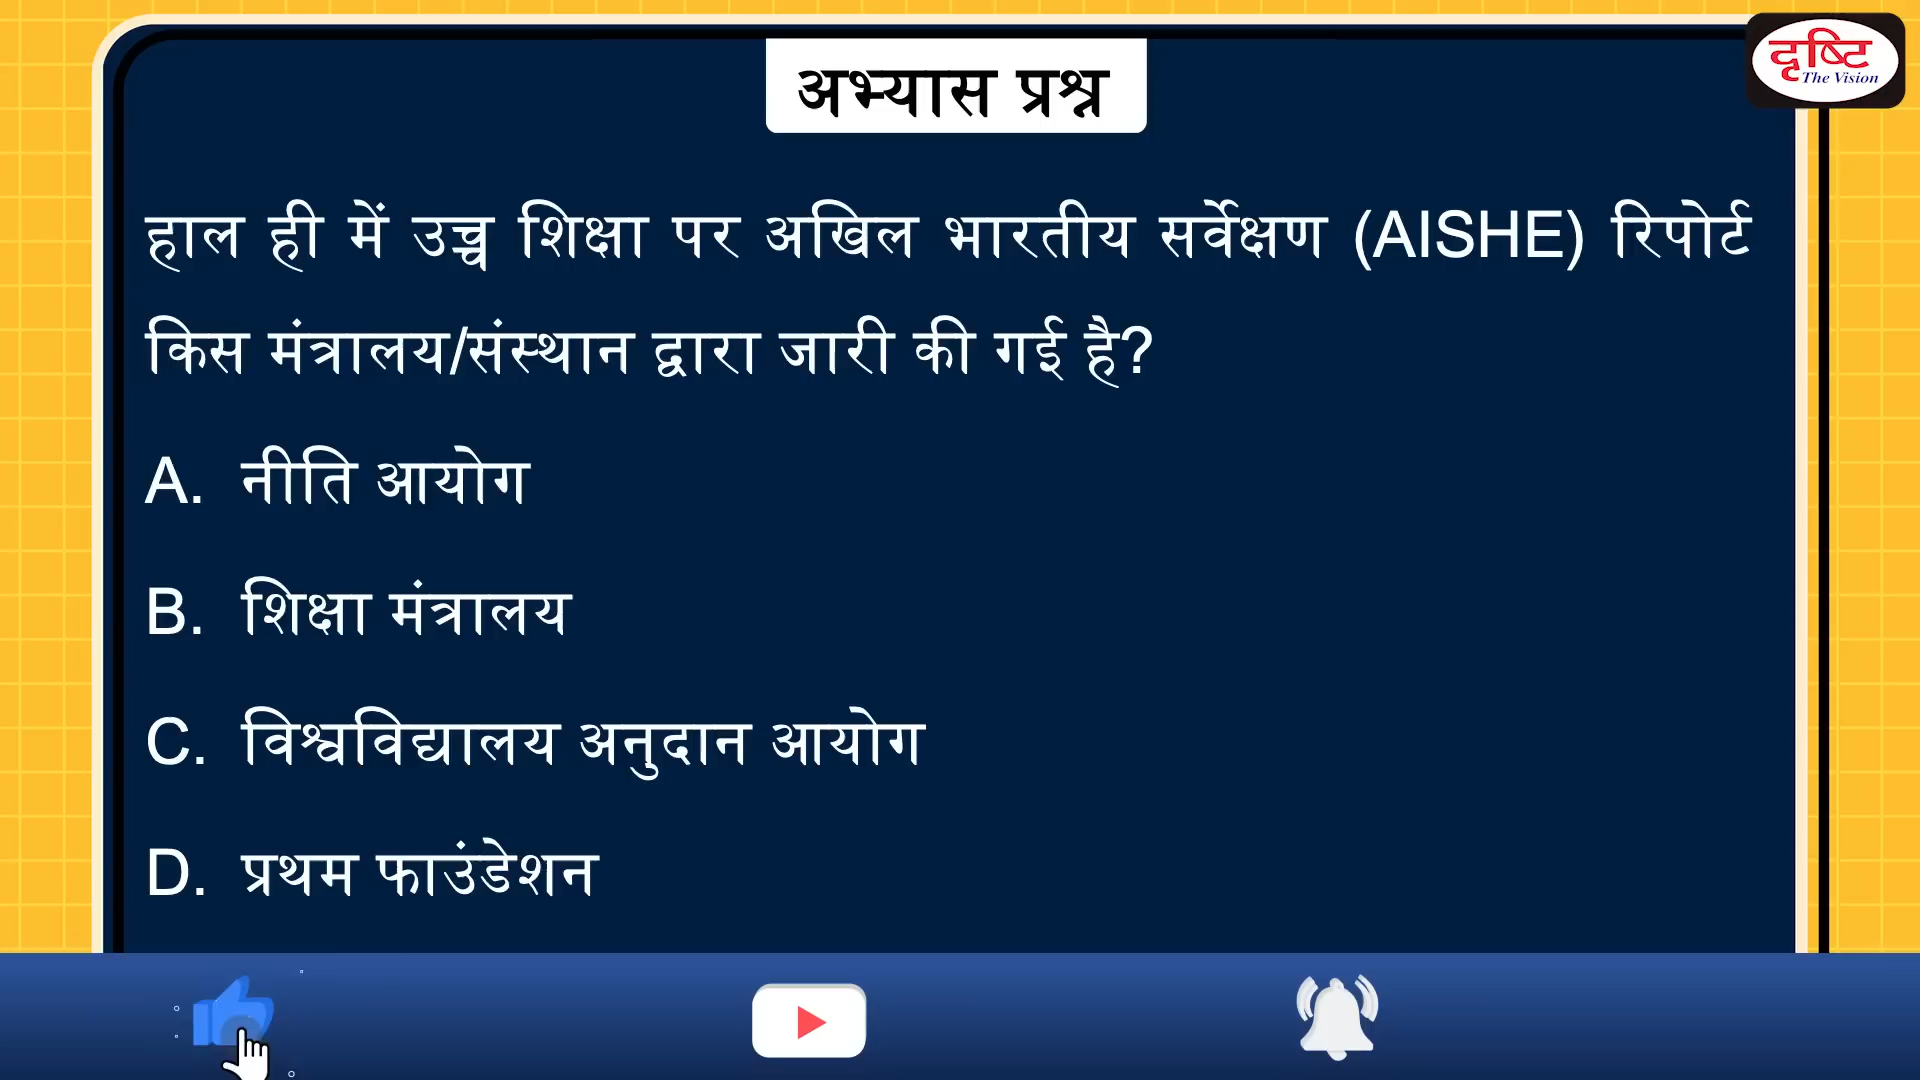 दृष्टि
The Vision
अभ्यास प्रश्न
हाल ही में उच्च शिक्षा पर अखिल भारतीय सर्वेक्षण (AISHE) रिपोर्ट
किस मंत्रालय/संस्थान द्वारा जारी की गई है?
A. नीति आयोग
B. शिक्षा मंत्रालय
C. विश्वविद्यालय अनुदान आयोग
D. प्रथम फाउंडेशन